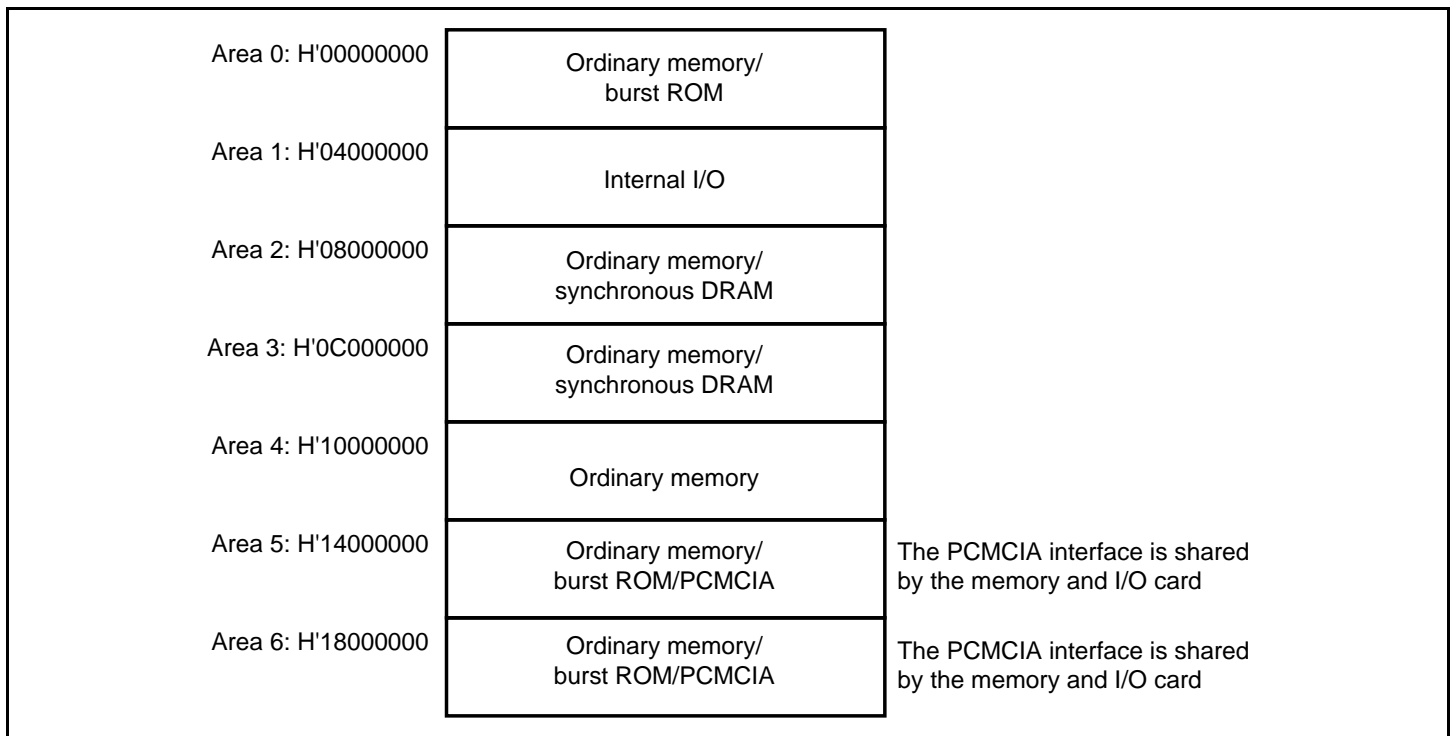 Area 0: H'00000000
Ordinary memory/
burst ROM
Area 1: H'04000000
Internal I/O
Area 2: H'08000000
Ordinary memory/
synchronous DRAM
Area 3: H'0C000000
Ordinary memory/
synchronous DRAM
Area 4: H'10000000
Ordinary memory
Area 5: H'14000000
Ordinary memory/
burst ROM/PCMCIA
The PCMCIA interface is shared
by the memory and I/O card
Area 6: H'18000000
Ordinary memory/
burst ROM/PCMCIA
The PCMCIA interface is shared
by the memory and I/O card